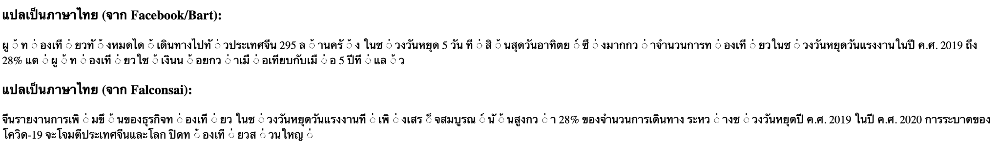 แปลเป็นภาษาไทย (จาก Facebook/Bart):
ผู ้ ท ่ องเที ่ ยวทั ้ งหมดได ้ เดินทางไปทั ่ วประเทศจีน 295 ล ้ านครั ้ ง ในช ่ วงวันหยุด 5 วัน ที ่ สิ ้ นสุดวันอาทิตย ์ ซึ ่ งมากกว ่ าจำนวนการท ่ องเที ่ ยวในช ่ วงวันหยุดวันแรงงานในปี ค.ศ. 2019 ถึง
28% แต ่ ผู ้ ท ่ องเที ่ ยวใช ้ เงินน ้ อยกว ่ าเมื ่ อเทียบกับเมื ่ อ 5 ปีที ่ แล ้ ว
แปลเป็นภาษาไทย (จาก Falconsai):
จีนรายงานการเพิ ่ มขึ ้ นของธุรกิจท ่ องเที ่ ยว ในช ่ วงวันหยุดวันแรงงานที ่ เพิ ่ งเสร ็ จสมบูรณ ์ นั ้ นสูงกว ่ า 28% ของจำนวนการเดินทาง ระหว ่ างช ่ วงวันหยุดปี ค.ศ. 2019 ในปี ค.ศ. 2020 การระบาดของ
โควิด-19 จะโจมตีประเทศจีนและโลก ปิดท ้ องเที ่ ยวส ่ วนใหญ ่